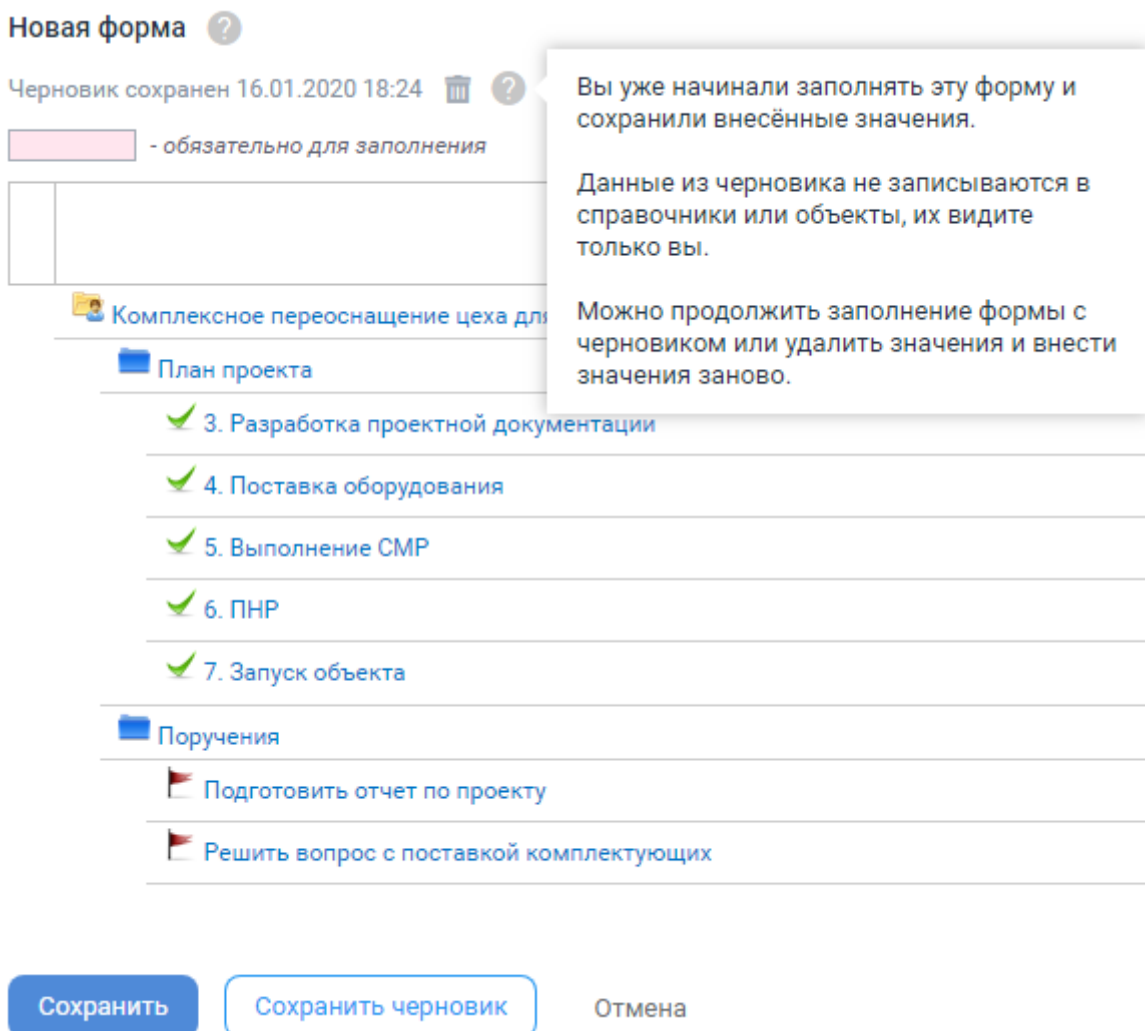 Новая форма ?
Черновик сохранен 16.01.2020 18:24 ?
- обязательно для заполнения
Вы уже начинали заполнять эту форму и
сохранили внесённые значения.
Данные из черновика не записываются в
справочники или объекты, их видите
только вы.
Можно продолжить заполнение формы с
черновиком или удалить значения и внести
значения заново.
Комплексное переоснащение цеха для
План проекта
3. Разработка проектной документации
4. Поставка оборудования
5. Выполнение СМР
6. ПНР
7. Запуск объекта
Поручения
Подготовить отчет по проекту
Решить вопрос с поставкой комплектующих
Сохранить
Сохранить черновик
Отмена